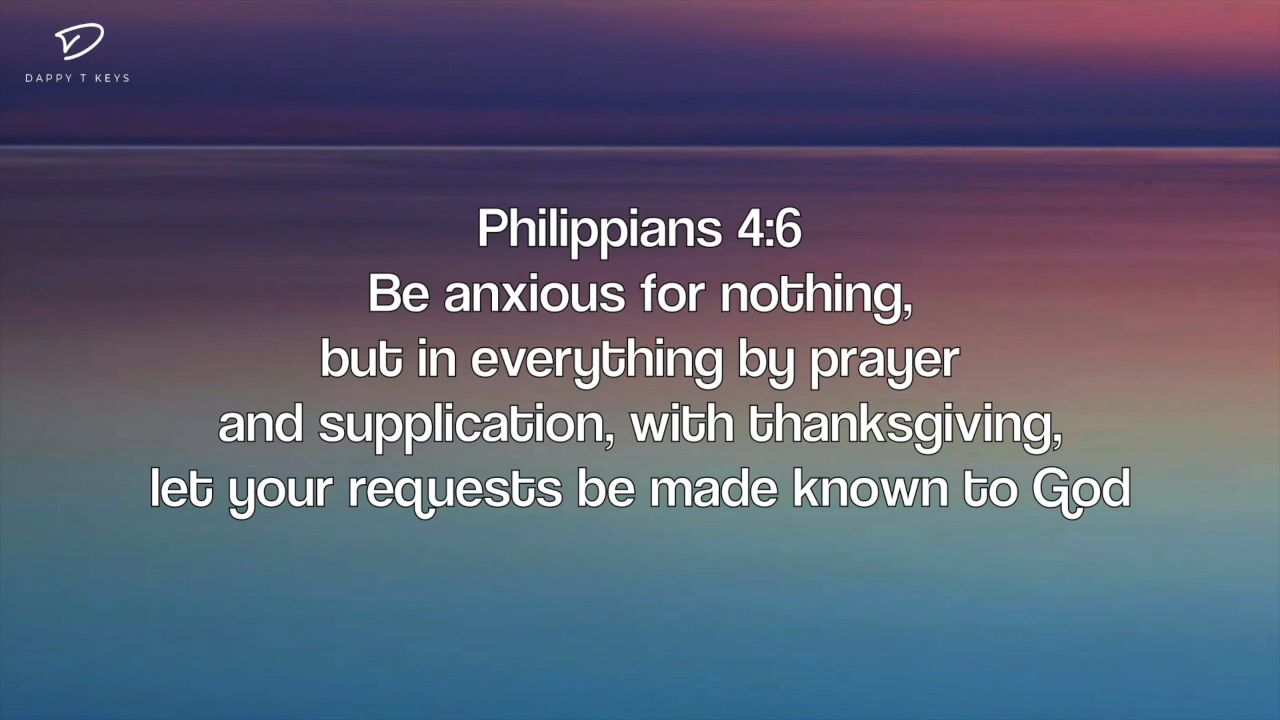 DAPPY T KEYS
Philippians 4:6
Be anxious for nothing,
but in everything by prayer
and supplication, with thanksgiving,
let your requests be made known to God